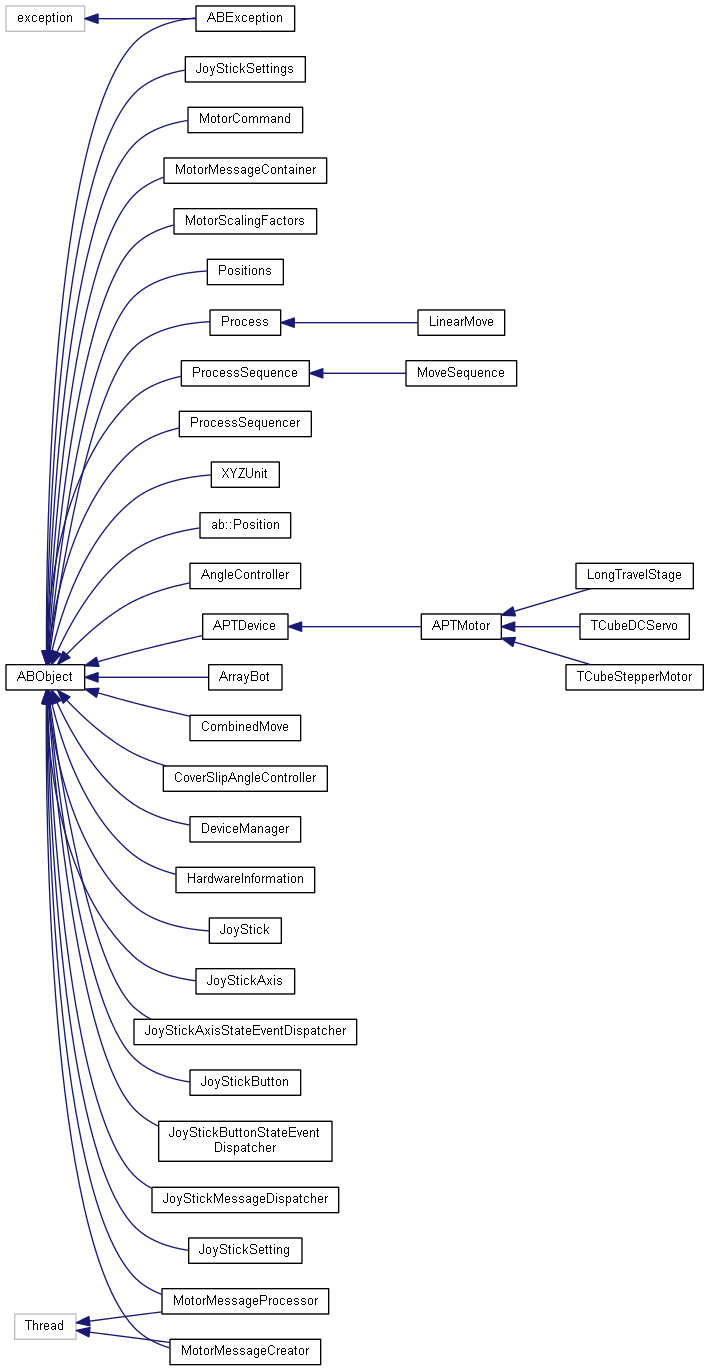 exception
ABException
JoyStickSettings
MotorCommand
MotorMessageContainer
MotorScalingFactors
Positions
Process
LinearMove
ProcessSequence
MoveSequence
ProcessSequencer
XYZUnit
ab::Position
AngleController
LongTravelStage
APTDevice
APTMotor
TCubeDCServo
ABObject
ArrayBot
TCubeStepperMotor
CombinedMove
CoverSlipAngleController
DeviceManager
HardwareInformation
JoyStick
JoyStickAxis
JoyStickAxisStateEventDispatcher
JoyStickButton
JoyStickButtonStateEvent
Dispatcher
JoyStickMessageDispatcher
JoyStickSetting
MotorMessageProcessor
Thread
MotorMessageCreator